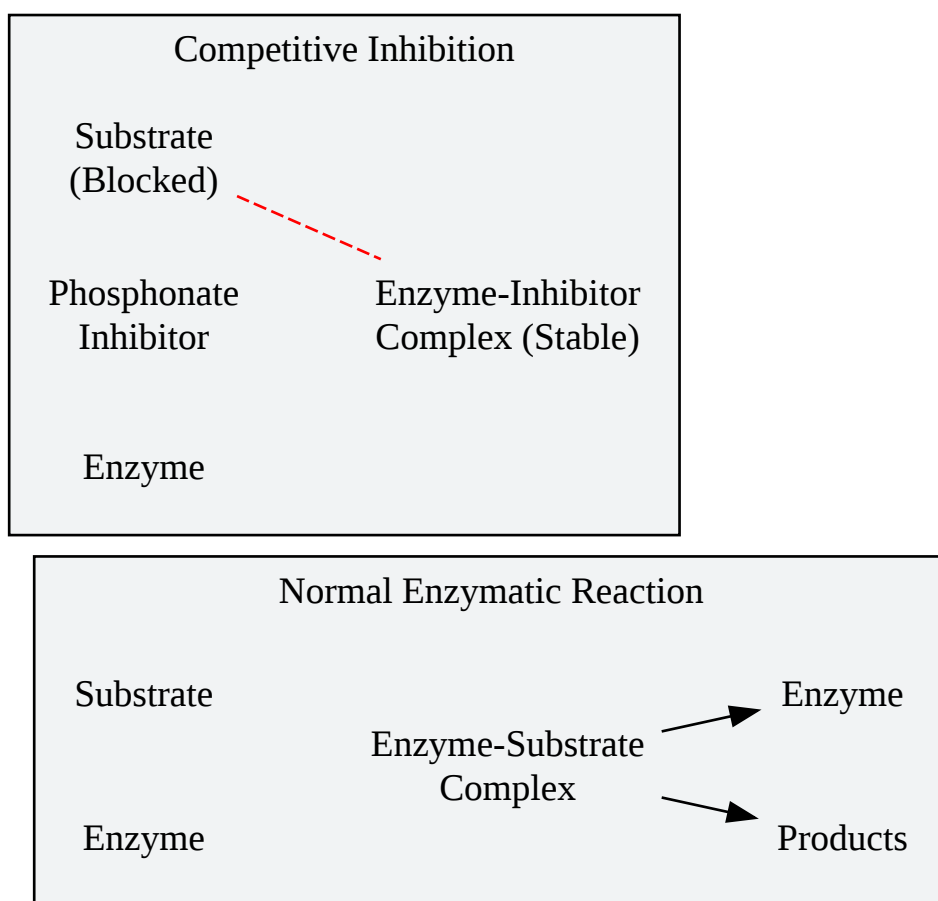 Competitive Inhibition
Substrate
(Blocked)
Phosphonate
Inhibitor
Enzyme-Inhibitor
Complex (Stable)
Enzyme
Normal Enzymatic Reaction
Substrate
Enzyme
Enzyme-Substrate
Complex
Enzyme
Products